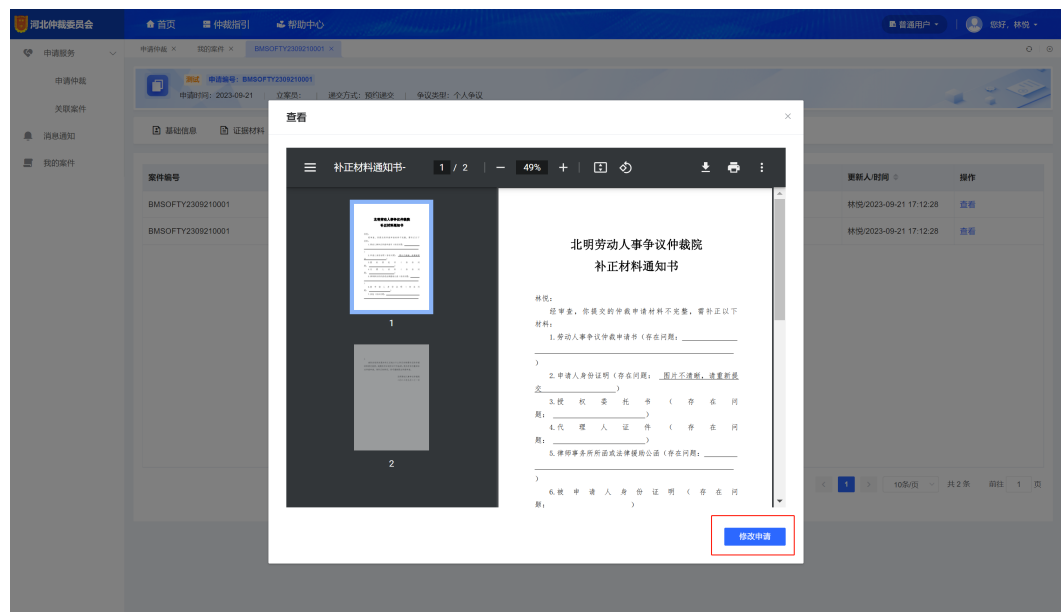 河北仲裁委员会
首页
仲裁指引
帮助中心
普通用户
您好，林悦
申请服务
申请仲裁
关联案件
消息通知
我的案件
申请仲裁 × 我的案件 × BMSOFTY2309210001 ×
测试 申请编号: BMSOFTY2309210001
申请时间: 2023-09-21 立案员: 递交方式: 预约递交 争议类型: 个人争议
基础信息
证据材料
查看 ×
案件编号
更新人/时间
操作
BMSOFTY2309210001
林悦/2023-09-21 17:12:28
查看
BMSOFTY2309210001
林悦/2023-09-21 17:12:28
查看
补正材料通知书- 1 / 2 — 49% +
1
2
北明劳动人事争议仲裁院
补正材料通知书
林悦:
经审查，你提交的仲裁申请材料不完整，需补正以下
材料:
1.劳动人事争议仲裁申请书（存在问题:
）
2.申请人身份证明（存在问题: 图片不清晰，请重新提
交 ）
3.授权委托书（存在问
题: ）
4.代理人证件（存在问
题: ）
5.律师事务所所函或法律援助公函（存在问题:
）
6.被申请人身份证明（存在问
题: ）
1 10条/页 共2条 前往 1 页
修改申请